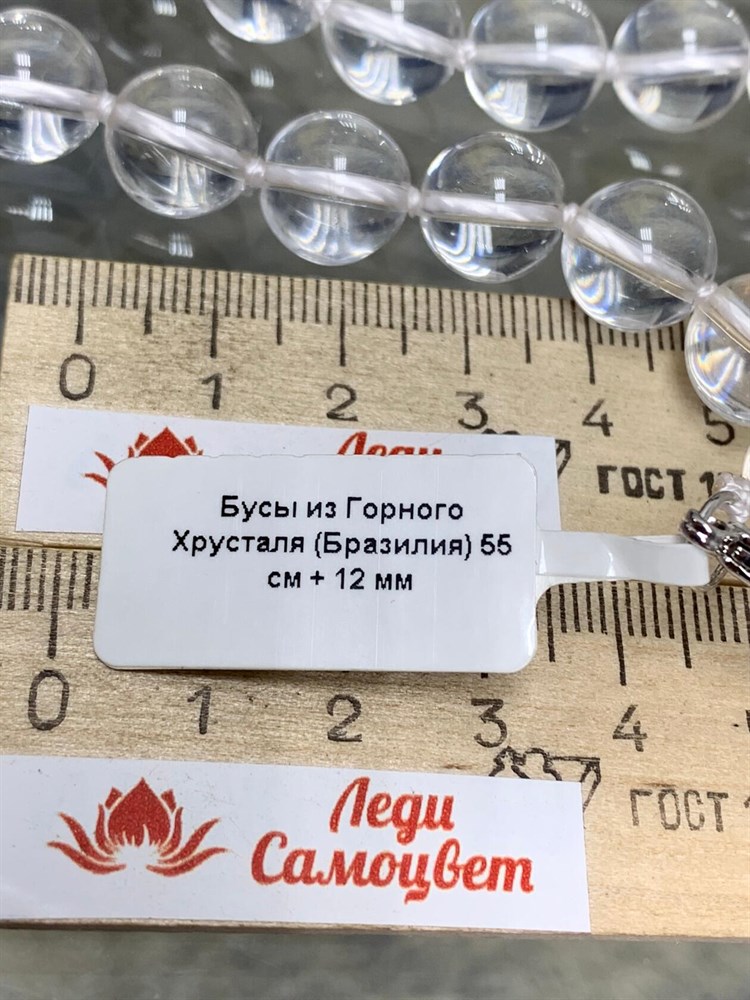 0 1 2 3 4 5
Леди
ГОСТ
Бусы из Горного
Хрусталя (Бразилия) 55
см + 12 мм
0 1 2 3 4
ГОСТ
Леди
Самоцвет